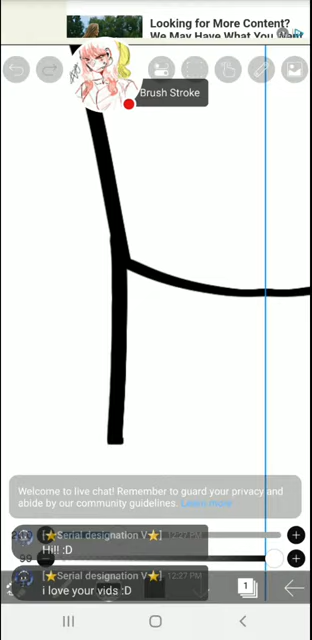 Looking for More Content?
We May Have What You Want
Brush Stroke
Welcome to live chat! Remember to guard your privacy and
abide by our community guidelines. Learn more
[⭐Serial designation V⭐] 12:27 PM
Hi!! :D
[⭐Serial designation V⭐] 12:27 PM
i love your vids :D
1